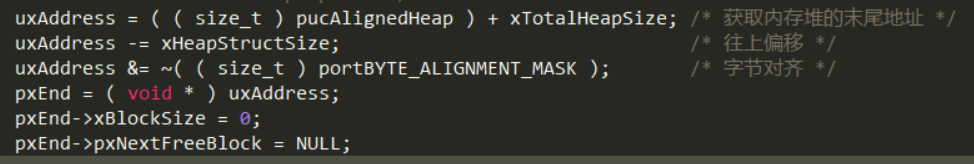 uxAddress = ( ( size_t ) pucAlignedHeap ) + xTotalHeapSize; /* 获取内存堆的末尾地址 */
uxAddress -= xHeapStructSize; /* 往上偏移 */
uxAddress &= ~( ( size_t ) portBYTE_ALIGNMENT_MASK ); /* 字节对齐 */
pxEnd = ( void * ) uxAddress;
pxEnd->xBlockSize = 0;
pxEnd->pxNextFreeBlock = NULL;